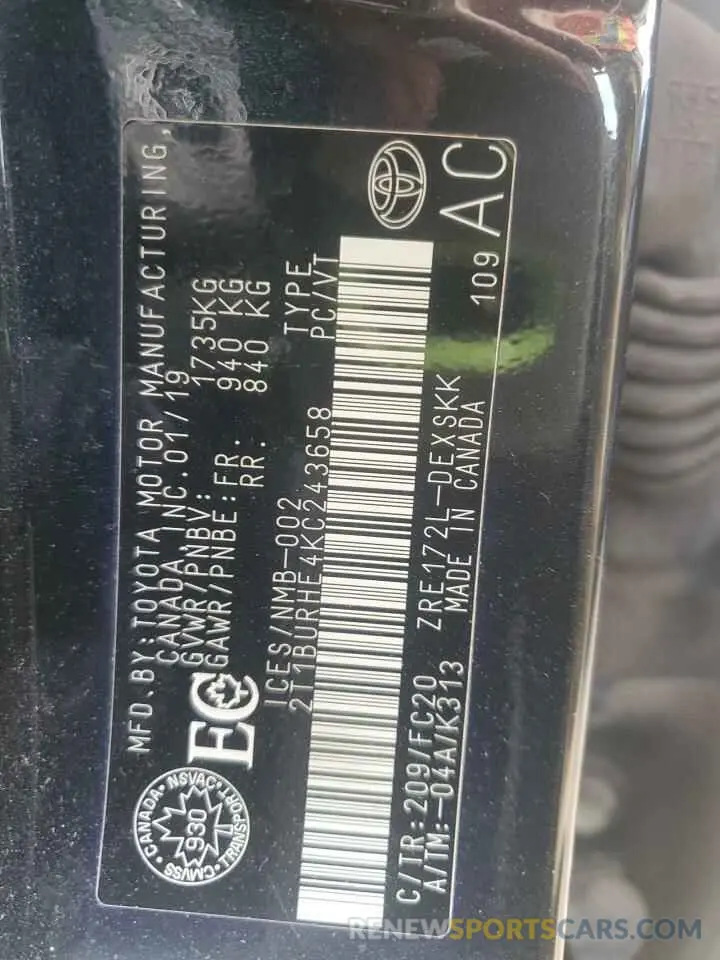 MFD.BY:TOYOTA MOTOR MANUFACTURING,
CANADA INC.01/19
GVWR/PNBV: 1735KG
GAWR/PNBE:FR. 940 KG
RR. 840 KG
EC
CANADA NSVAC
930
CMVSS TRANSPORT
ICES/NMB-002 TYPE
2T1BURHE4KC243658 PC/VT
C/TR:209/FC20 ZRE172L-DEXSKK 109
A/TM:-04A/K313 MADE IN CANADA
AC
RENEWSPORTSCARS.COM